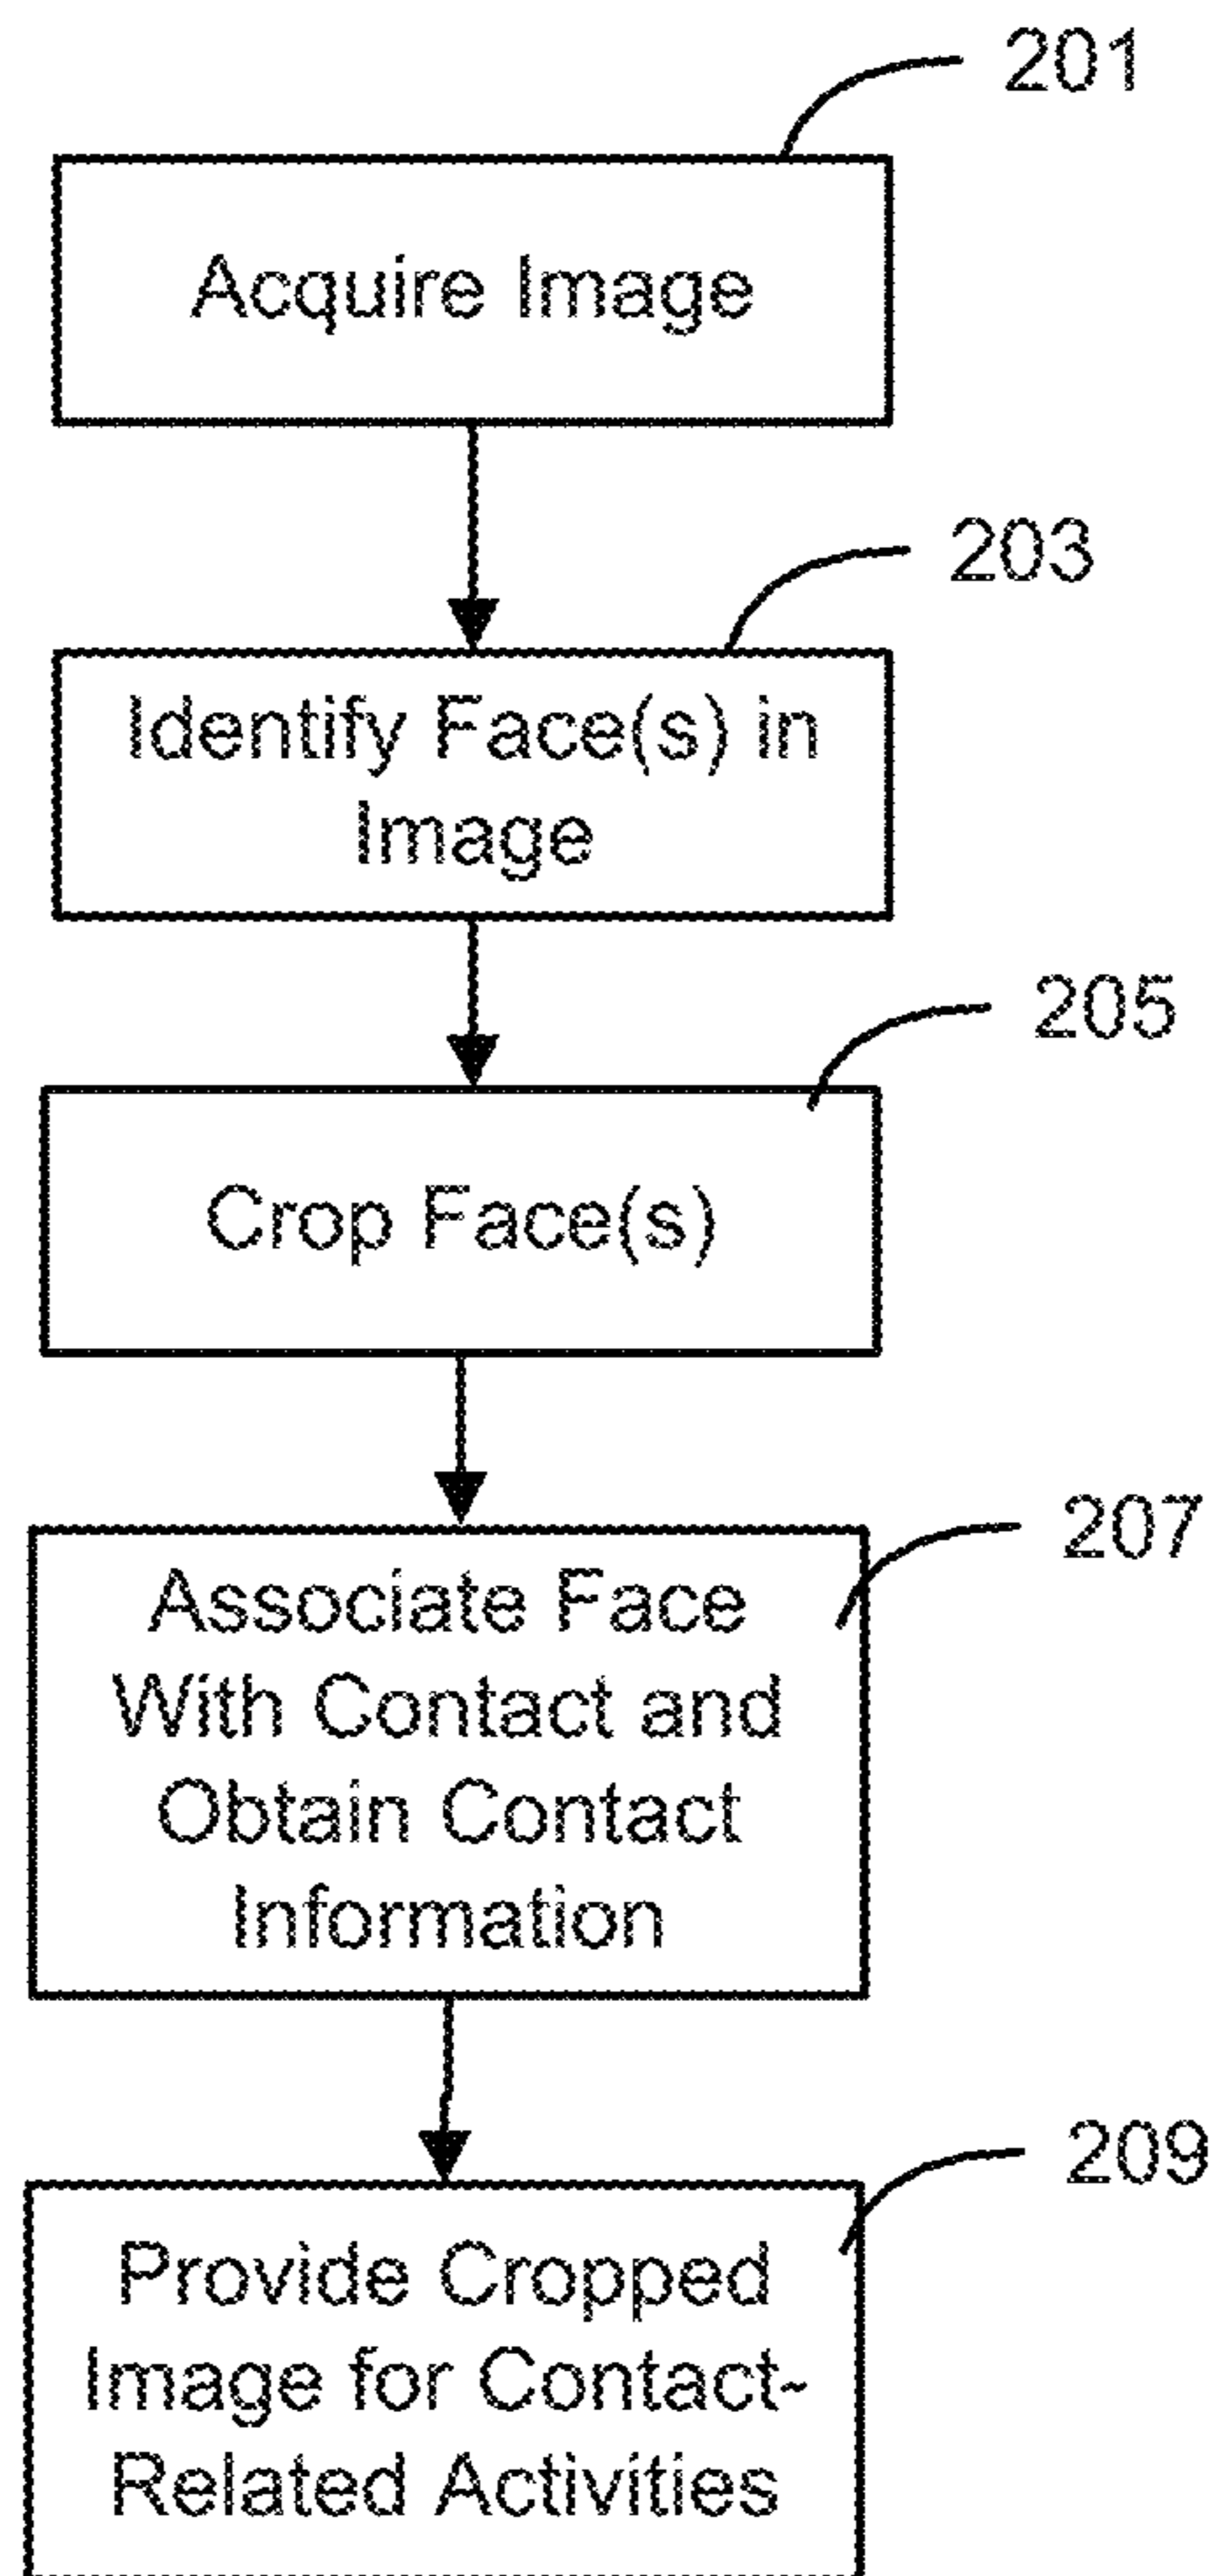 201
Acquire Image
203
Identify Face(s) in
Image
205
Crop Face(s)
207
Associate Face
With Contact and
Obtain Contact
Information
209
Provide Cropped
Image for Contact-
Related Activities